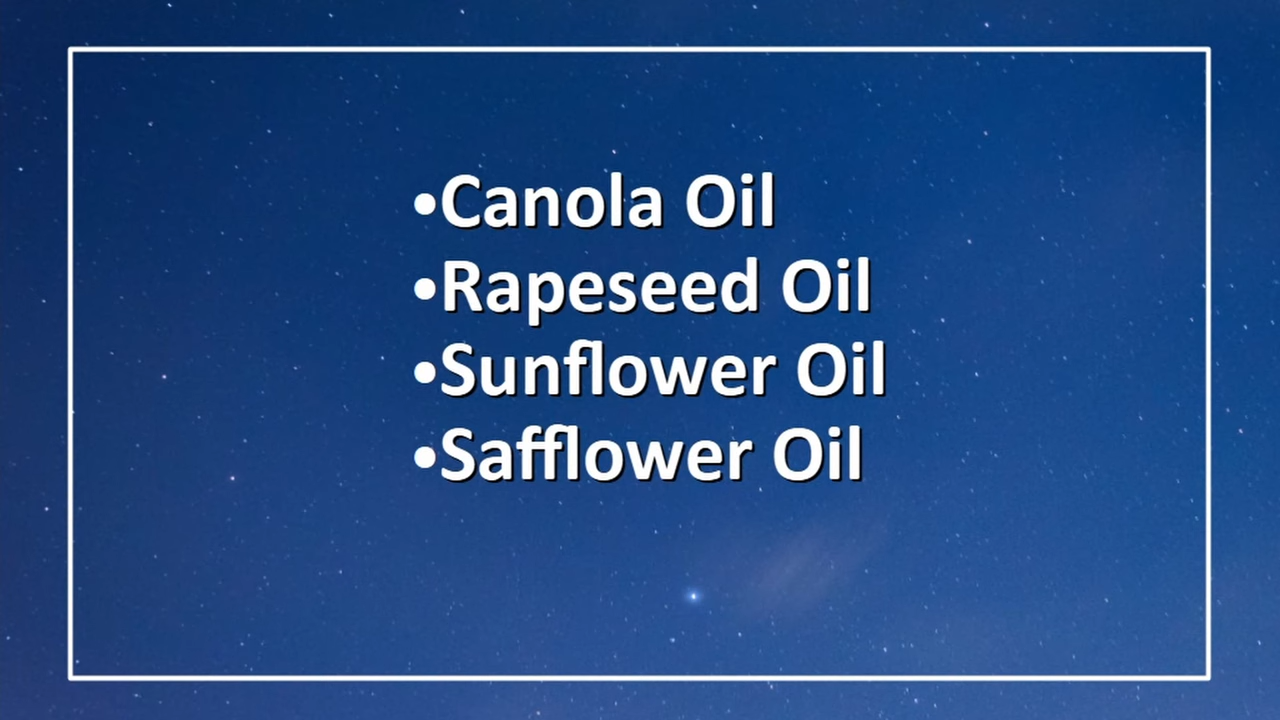 •Canola Oil
•Rapeseed Oil
•Sunflower Oil
•Safflower Oil